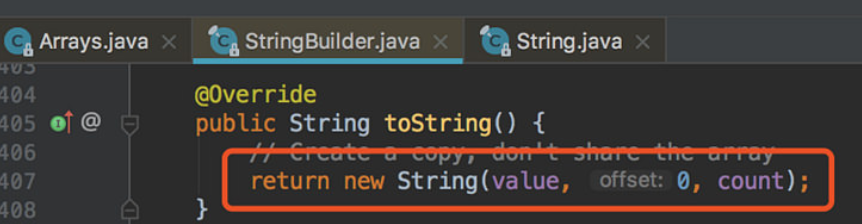 Arrays.java × StringBuilder.java × String.java ×
403
404 @Override
405 @ public String toString() {
406 // Create a copy, don't share the array
407 return new String(value, offset: 0, count);
408 }